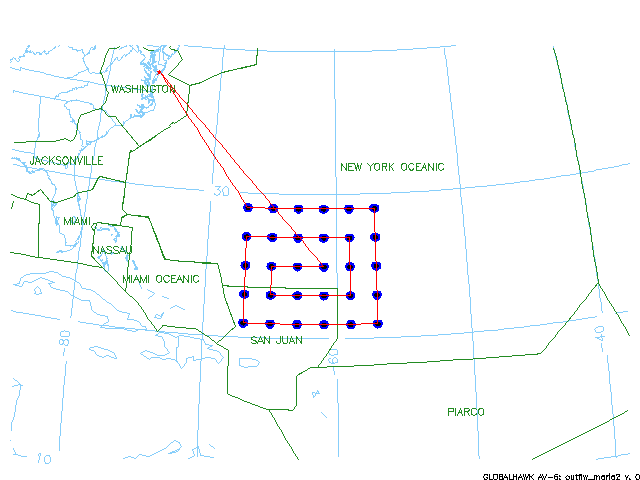 WASHINGTON
JACKSONVILLE
NEW YORK OCEANIC
30
MIAMI
NASSAU
MIAMI OCEANIC
-80
SAN JUAN
-60
-40
PIARCO
10
GLOBALHAWK AV-6: outflw_merle2 v. 0